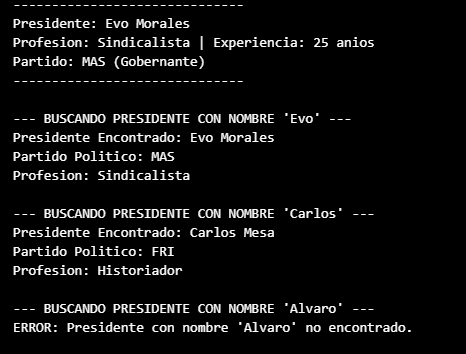 ------------------------------
Presidente: Evo Morales
Profesion: Sindicalista | Experiencia: 25 anios
Partido: MAS (Gobernante)
------------------------------
--- BUSCANDO PRESIDENTE CON NOMBRE 'Evo' ---
Presidente Encontrado: Evo Morales
Partido Politico: MAS
Profesion: Sindicalista
--- BUSCANDO PRESIDENTE CON NOMBRE 'Carlos' ---
Presidente Encontrado: Carlos Mesa
Partido Politico: FRI
Profesion: Historiador
--- BUSCANDO PRESIDENTE CON NOMBRE 'Alvaro' ---
ERROR: Presidente con nombre 'Alvaro' no encontrado.